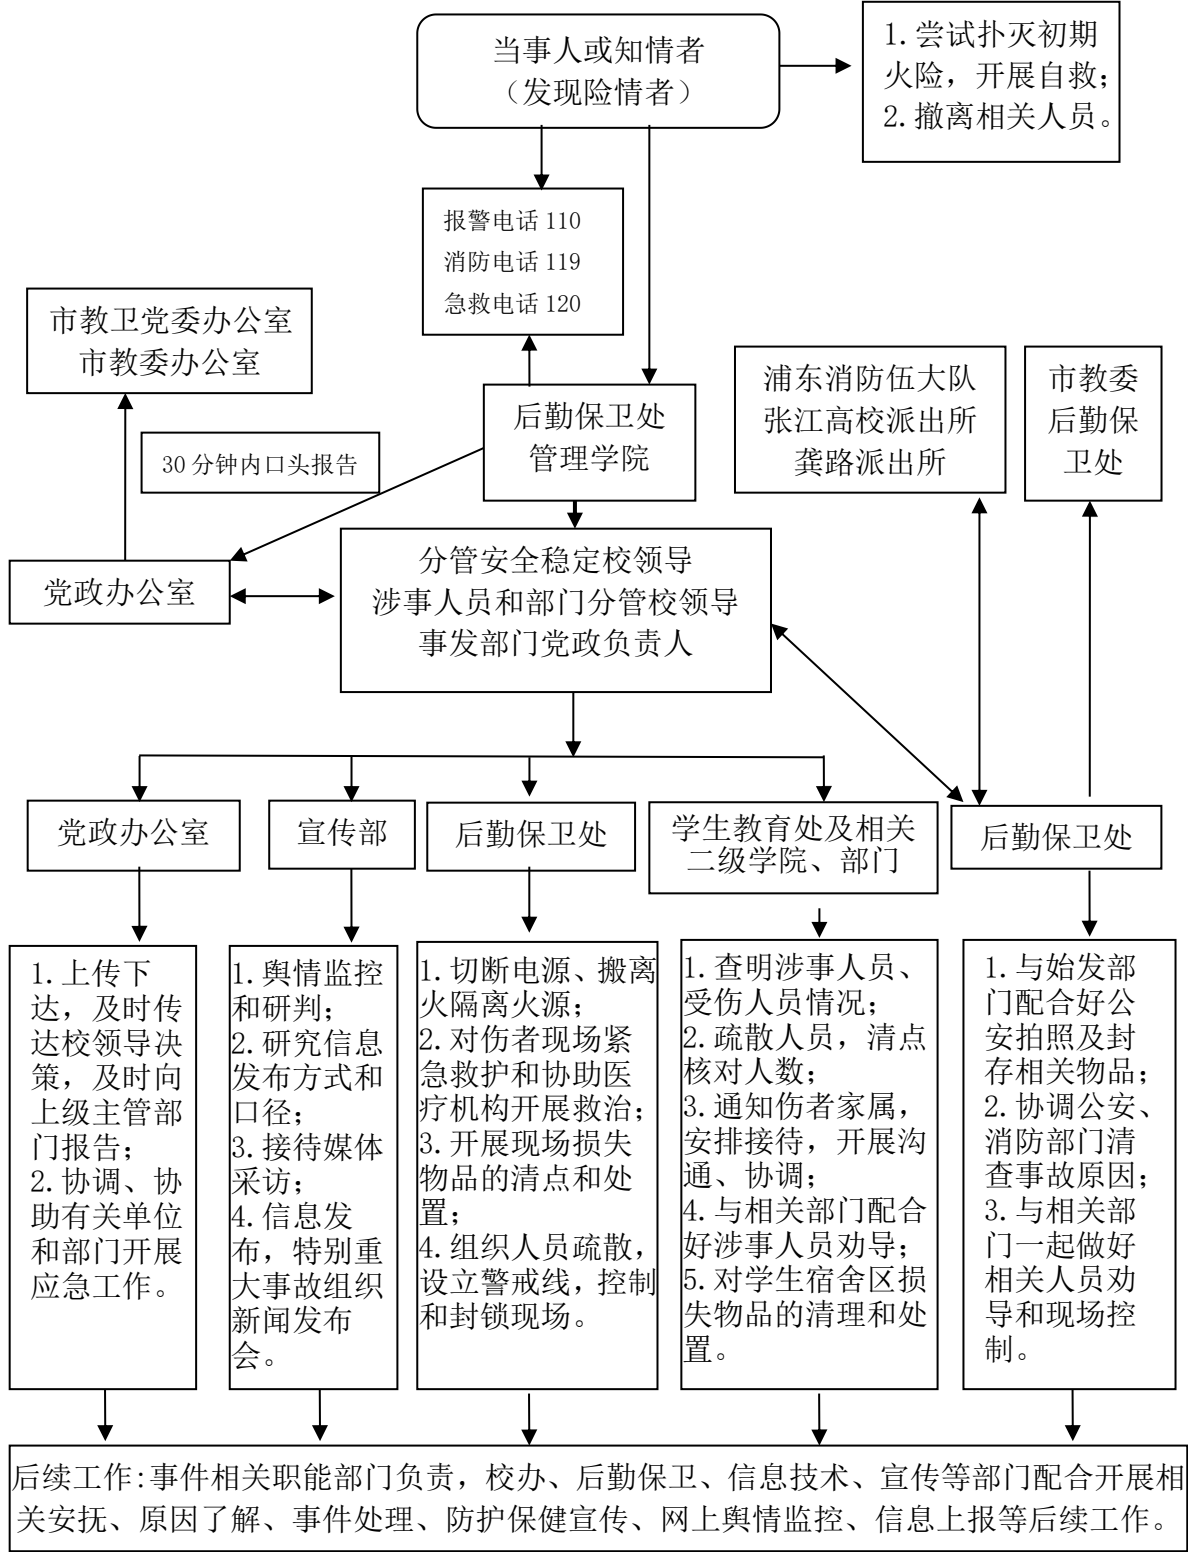 当事人或知情者
（发现险情者）
1.尝试扑灭初期
火险，开展自救；
2.撤离相关人员。
报警电话 110
消防电话 119
急救电话 120
市教卫党委办公室
市教委办公室
30 分钟内口头报告
后勤保卫处
管理学院
浦东消防伍大队
张江高校派出所
龚路派出所
市教委
后勤保
卫处
党政办公室
分管安全稳定校领导
涉事人员和部门分管校领导
事发部门党政负责人
党政办公室
宣传部
后勤保卫处
学生教育处及相关
二级学院、部门
后勤保卫处
1.上传下
达，及时传
达校领导决
策，及时向
上级主管部
门报告；
2.协调、协
助有关单位
和部门开展
应急工作。
1.舆情监控
和研判；
2.研究信息
发布方式和
口径；
3.接待媒体
采访；
4.信息发
布，特别重
大事故组织
新闻发布
会。
1.切断电源、搬离
火隔离火源；
2.对伤者现场紧
急救护和协助医
疗机构开展救治；
3.开展现场损失
物品的清点和处
置；
4.组织人员疏散，
设立警戒线，控制
和封锁现场。
1.查明涉事人员、
受伤人员情况；
2.疏散人员，清点
核对人数；
3.通知伤者家属，
安排接待，开展沟
通、协调；
4.与相关部门配合
好涉事人员劝导；
5.对学生宿舍区损
失物品的清理和处
置。
1.与始发部
门配合好公
安拍照及封
存相关物品；
2.协调公安、
消防部门清
查事故原因；
3.与相关部
门一起做好
相关人员劝
导和现场控
制。
后续工作:事件相关职能部门负责，校办、后勤保卫、信息技术、宣传等部门配合开展相
关安抚、原因了解、事件处理、防护保健宣传、网上舆情监控、信息上报等后续工作。